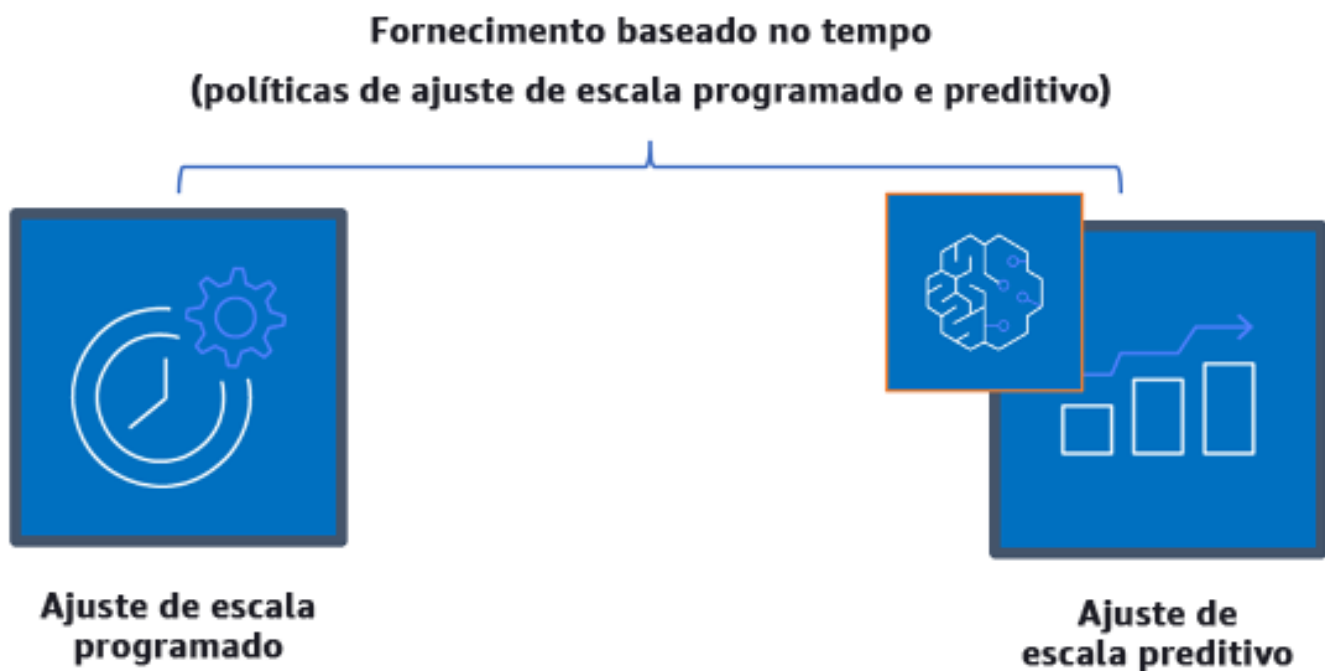 Fornecimento baseado no tempo
(políticas de ajuste de escala programado e preditivo)
Ajuste de escala
programado
Ajuste de
escala preditivo